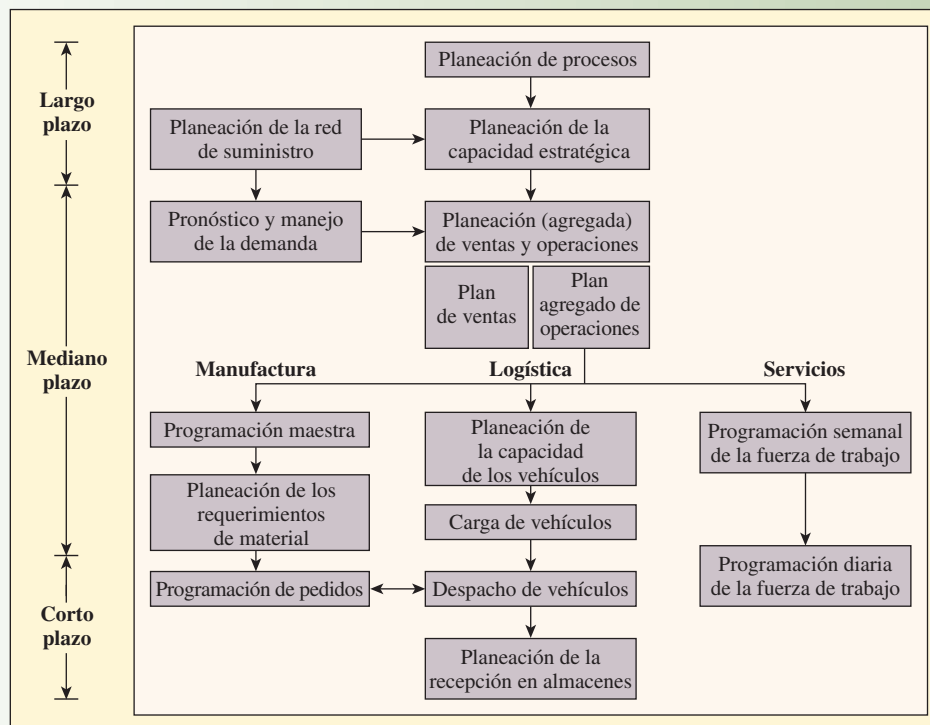 Planeación de procesos
Largo
plazo
Planeación de la red
de suministro
Planeación de la
capacidad estratégica
Pronóstico y manejo
de la demanda
Planeación (agregada)
de ventas y operaciones
Plan
de ventas
Plan
agregado de
operaciones
Mediano
plazo
Manufactura
Logística
Servicios
Programación maestra
Planeación de
la capacidad
de los vehículos
Programación semanal
de la fuerza de trabajo
Planeación de los
requerimientos
de material
Carga de vehículos
Programación de pedidos
Despacho de vehículos
Programación diaria
de la fuerza de trabajo
Corto
plazo
Planeación de la
recepción en almacenes